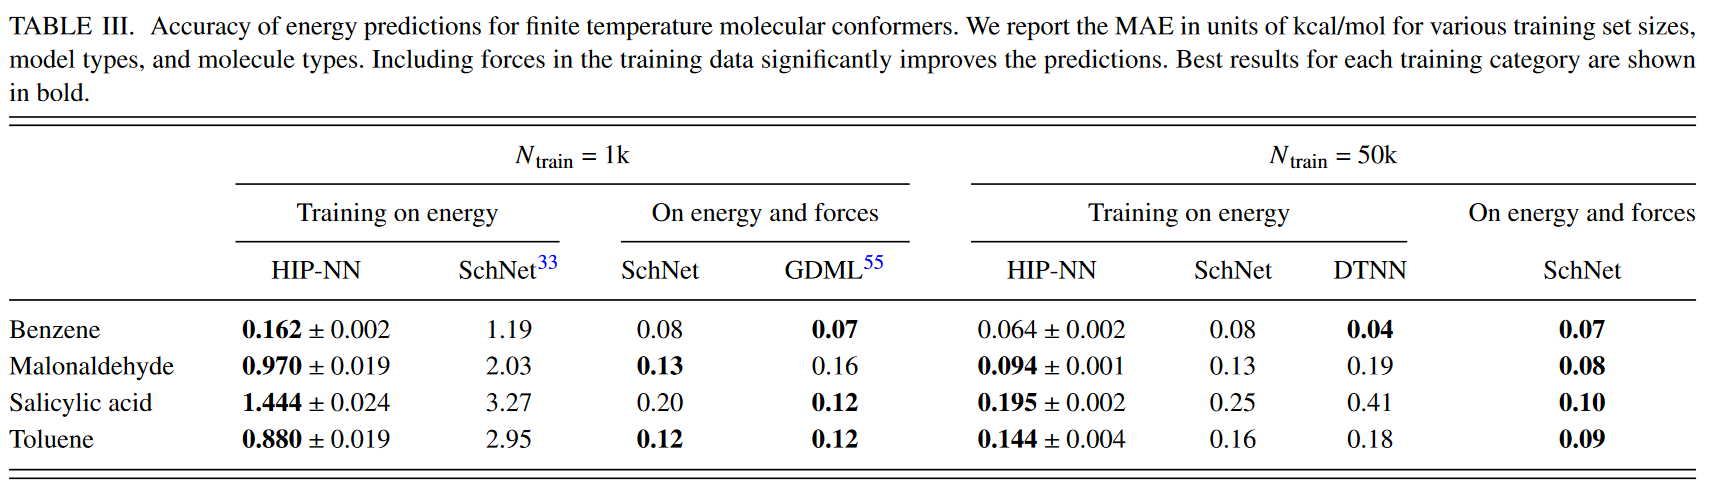 TABLE III. Accuracy of energy predictions for finite temperature molecular conformers. We report the MAE in units of kcal/mol for various training set sizes,
model types, and molecule types. Including forces in the training data significantly improves the predictions. Best results for each training category are shown
in bold.
N train = 1k N train = 50k
Training on energy On energy and forces Training on energy On energy and forces
HIP-NN SchNet33 SchNet GDML55 HIP-NN SchNet DTNN SchNet
Benzene 0.162 ± 0.002 1.19 0.08 0.07 0.064 ± 0.002 0.08 0.04 0.07
Malonaldehyde 0.970 ± 0.019 2.03 0.13 0.16 0.094 ± 0.001 0.13 0.19 0.08
Salicylic acid 1.444 ± 0.024 3.27 0.20 0.12 0.195 ± 0.002 0.25 0.41 0.10
Toluene 0.880 ± 0.019 2.95 0.12 0.12 0.144 ± 0.004 0.16 0.18 0.09